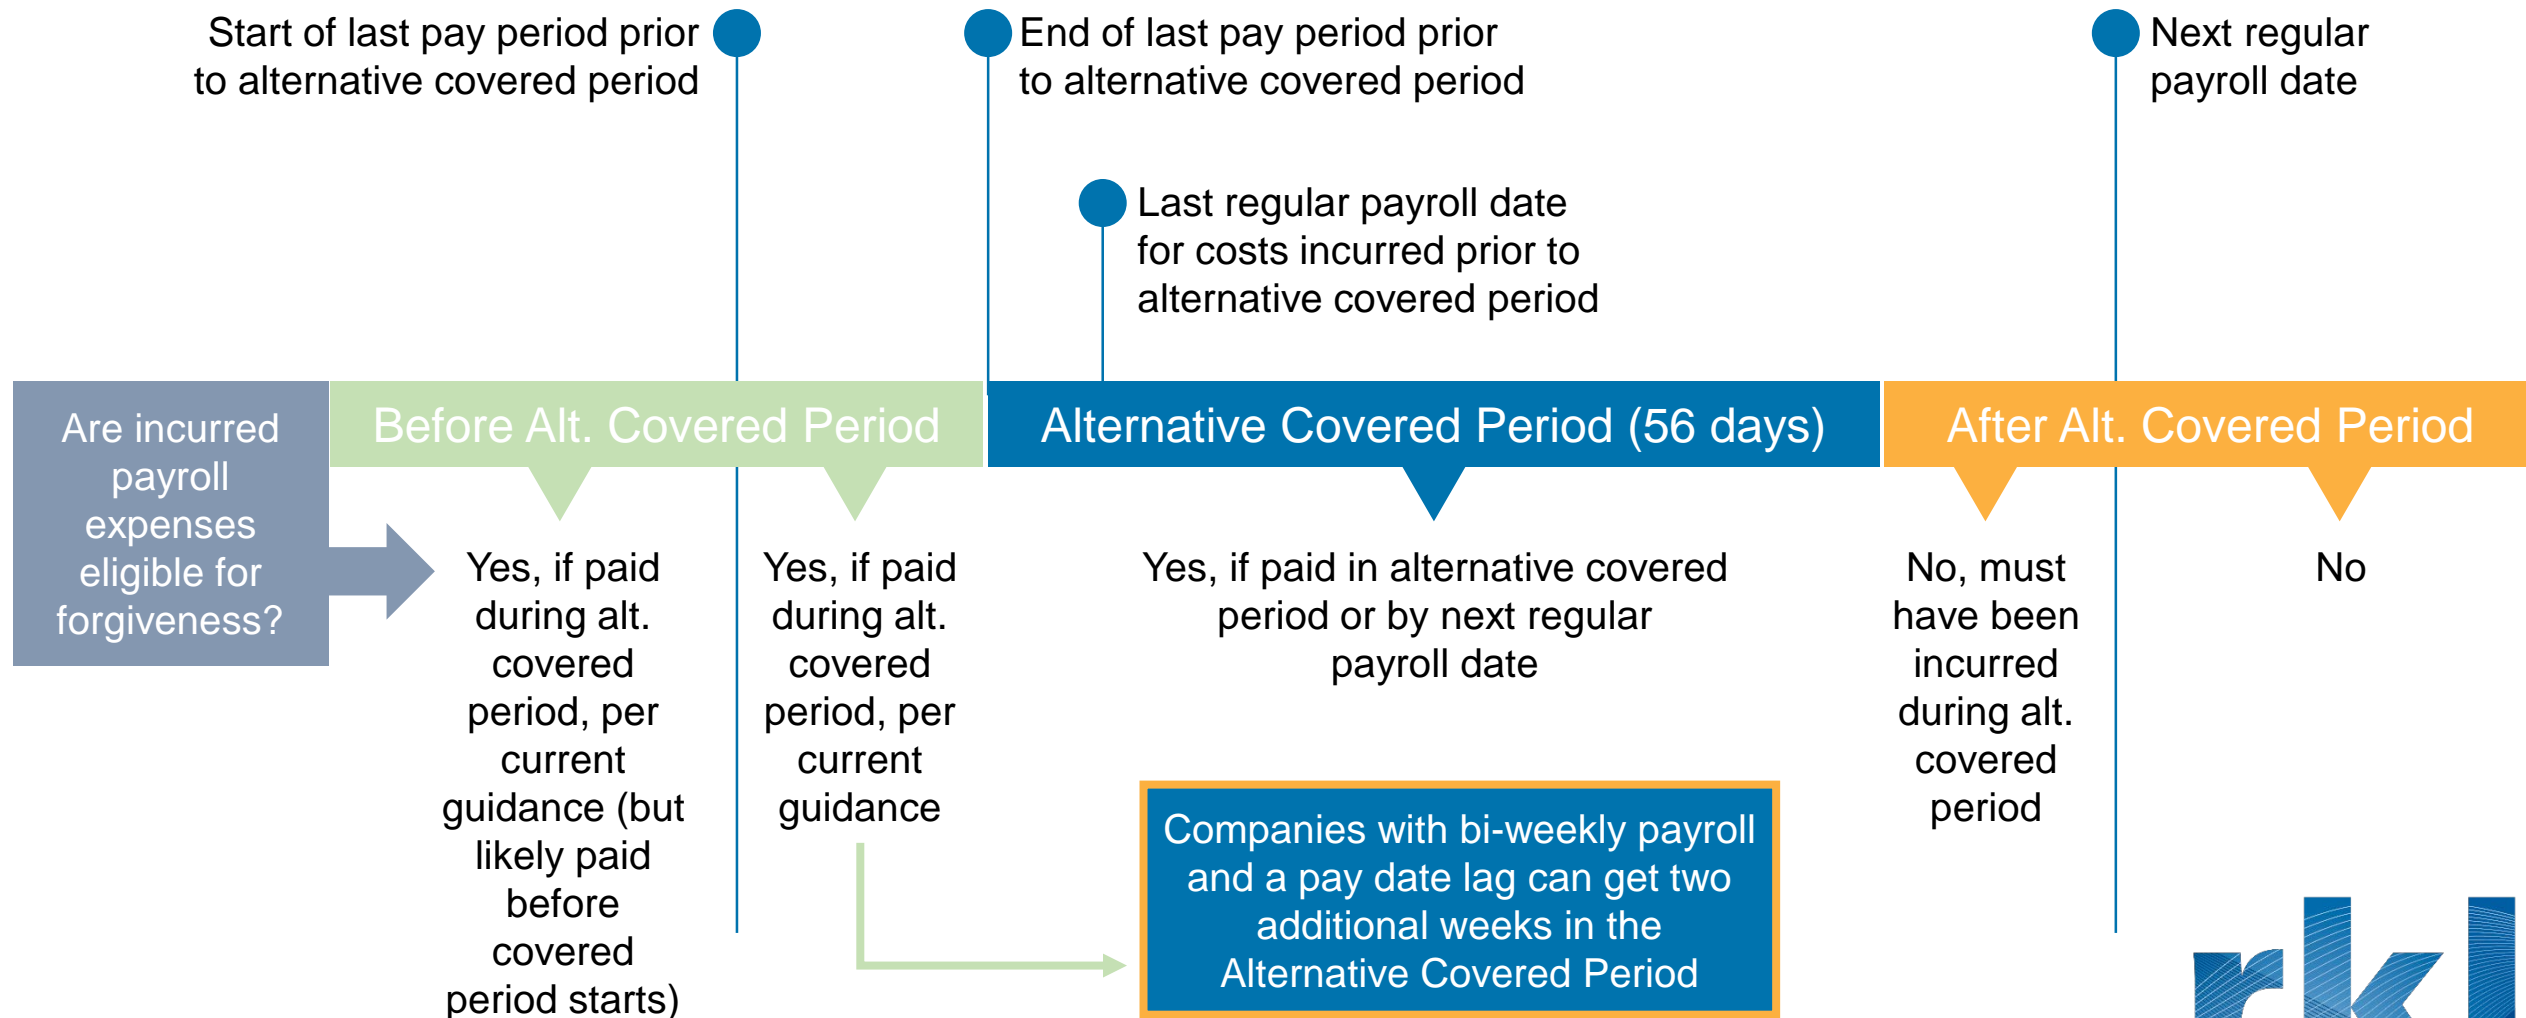 Start of last pay period prior
to alternative covered period
End of last pay period prior
to alternative covered period
Next regular
payroll date
Last regular payroll date
for costs incurred prior to
alternative covered period
Are incurred
payroll
expenses
eligible for
forgiveness?
Before Alt. Covered Period
Alternative Covered Period (56 days)
After Alt. Covered Period
Yes, if paid
during alt.
covered
period, per
current
guidance (but
likely paid
before
covered
period starts)
Yes, if paid
during alt.
covered
period, per
current
guidance
Yes, if paid in alternative covered
period or by next regular
payroll date
No, must
have been
incurred
during alt.
covered
period
No
Companies with bi-weekly payroll
and a pay date lag can get two
additional weeks in the
Alternative Covered Period
rkl